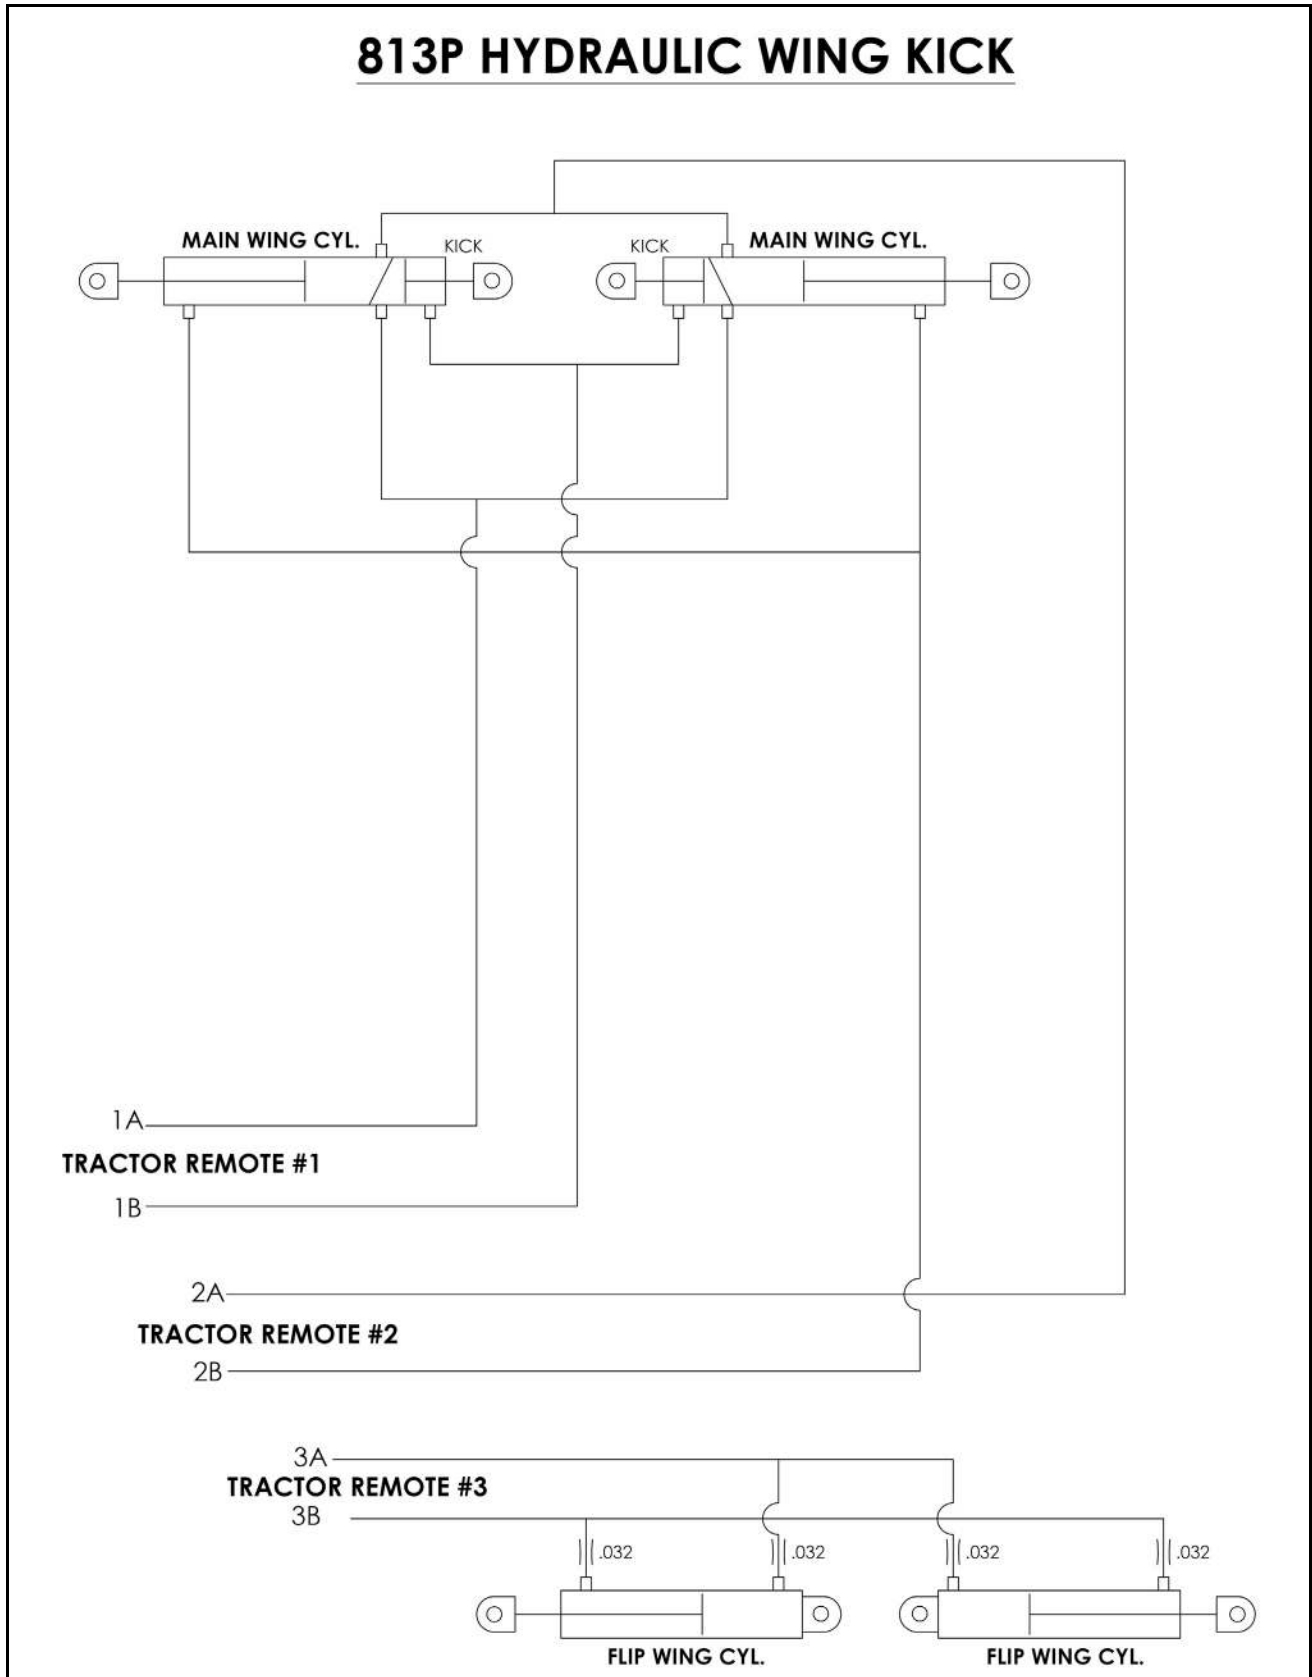 813P HYDRAULIC WING KICK
MAIN WING CYL.
KICK
KICK
MAIN WING CYL.
1A
TRACTOR REMOTE #1
1B
2A
TRACTOR REMOTE #2
2B
3A
TRACTOR REMOTE #3
3B
.032
.032
.032
.032
FLIP WING CYL.
FLIP WING CYL.